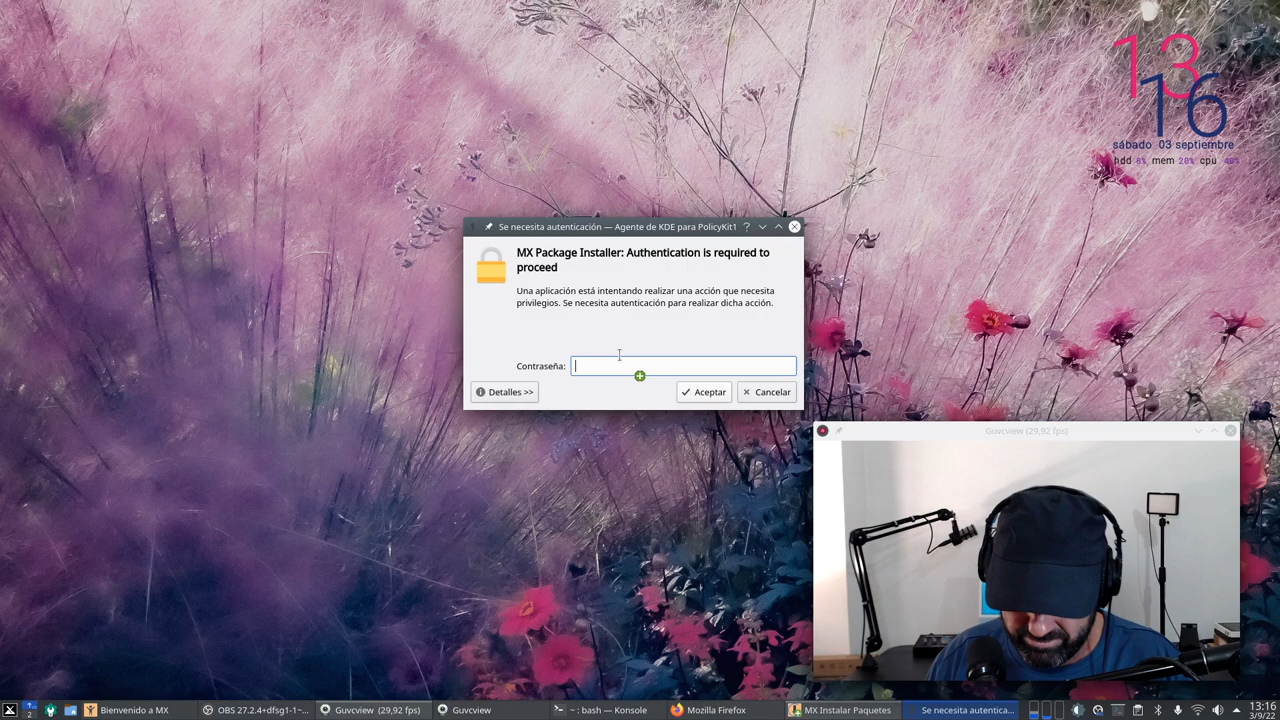 13
16
sábado 03 septiembre
hdd 8% mem 20% cpu 40%
Se necesita autenticación — Agente de KDE para PolicyKit1
MX Package Installer: Authentication is required to
proceed
Una aplicación está intentando realizar una acción que necesita
privilegios. Se necesita autenticación para realizar dicha acción.
Contraseña:
Detalles >>
Aceptar
Cancelar
Guvcview (29,92 fps)
2
Bienvenido a MX
OBS 27.2.4+dfsg1-1~...
Guvcview (29,92 fps)
Guvcview
~ : bash — Konsole
Mozilla Firefox
MX Instalar Paquetes
Se necesita autentica...
13:16
3/9/22